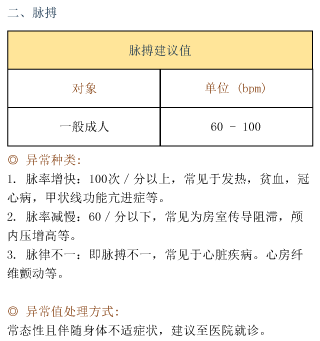 二、脉搏
脉搏建议值
对象 单位 (bpm)
一般成人 60 - 100
◎ 异常种类:
1. 脉率增快: 100次／分以上, 常见于发热, 贫血, 冠
心病, 甲状线功能亢进症等。
2. 脉率减慢: 60／分以下, 常见为房室传导阻滞, 颅
内压增高等。
3. 脉律不一: 即脉搏不一, 常见于心脏疾病。心房纤
维颤动等。
◎ 异常值处理方式:
常态性且伴随身体不适症状, 建议至医院就诊。